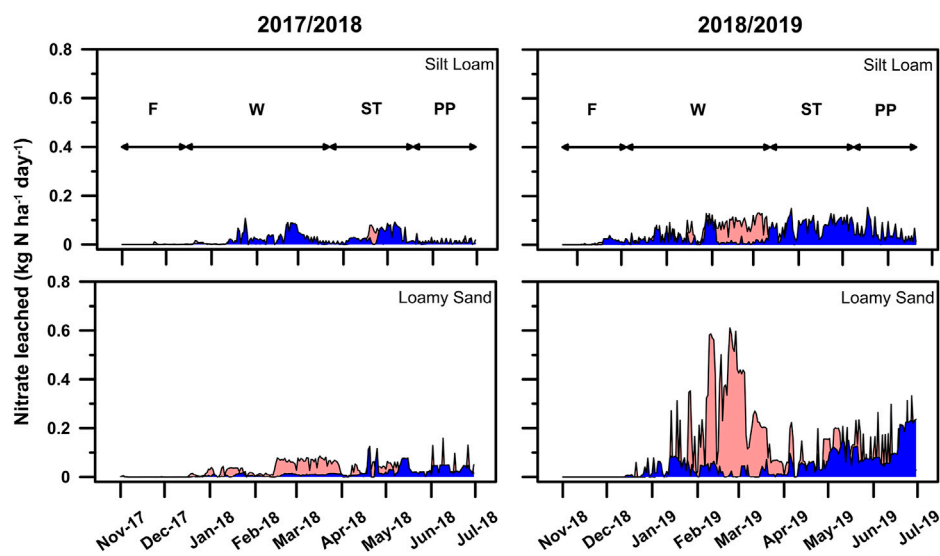 2017/2018 2018/2019
Silt Loam Silt Loam
F W ST PP F W ST PP
0.8
0.6
0.4
0.2
0
Loamy Sand Loamy Sand
0.8
0.6
0.4
0.2
0
Nitrate leached (kg N ha⁻¹ day⁻¹)
Nov-17 Dec-17 Jan-18 Feb-18 Mar-18 Apr-18 May-18 Jun-18 Jul-18 Nov-18 Dec-18 Jan-19 Feb-19 Mar-19 Apr-19 May-19 Jun-19 Jul-19